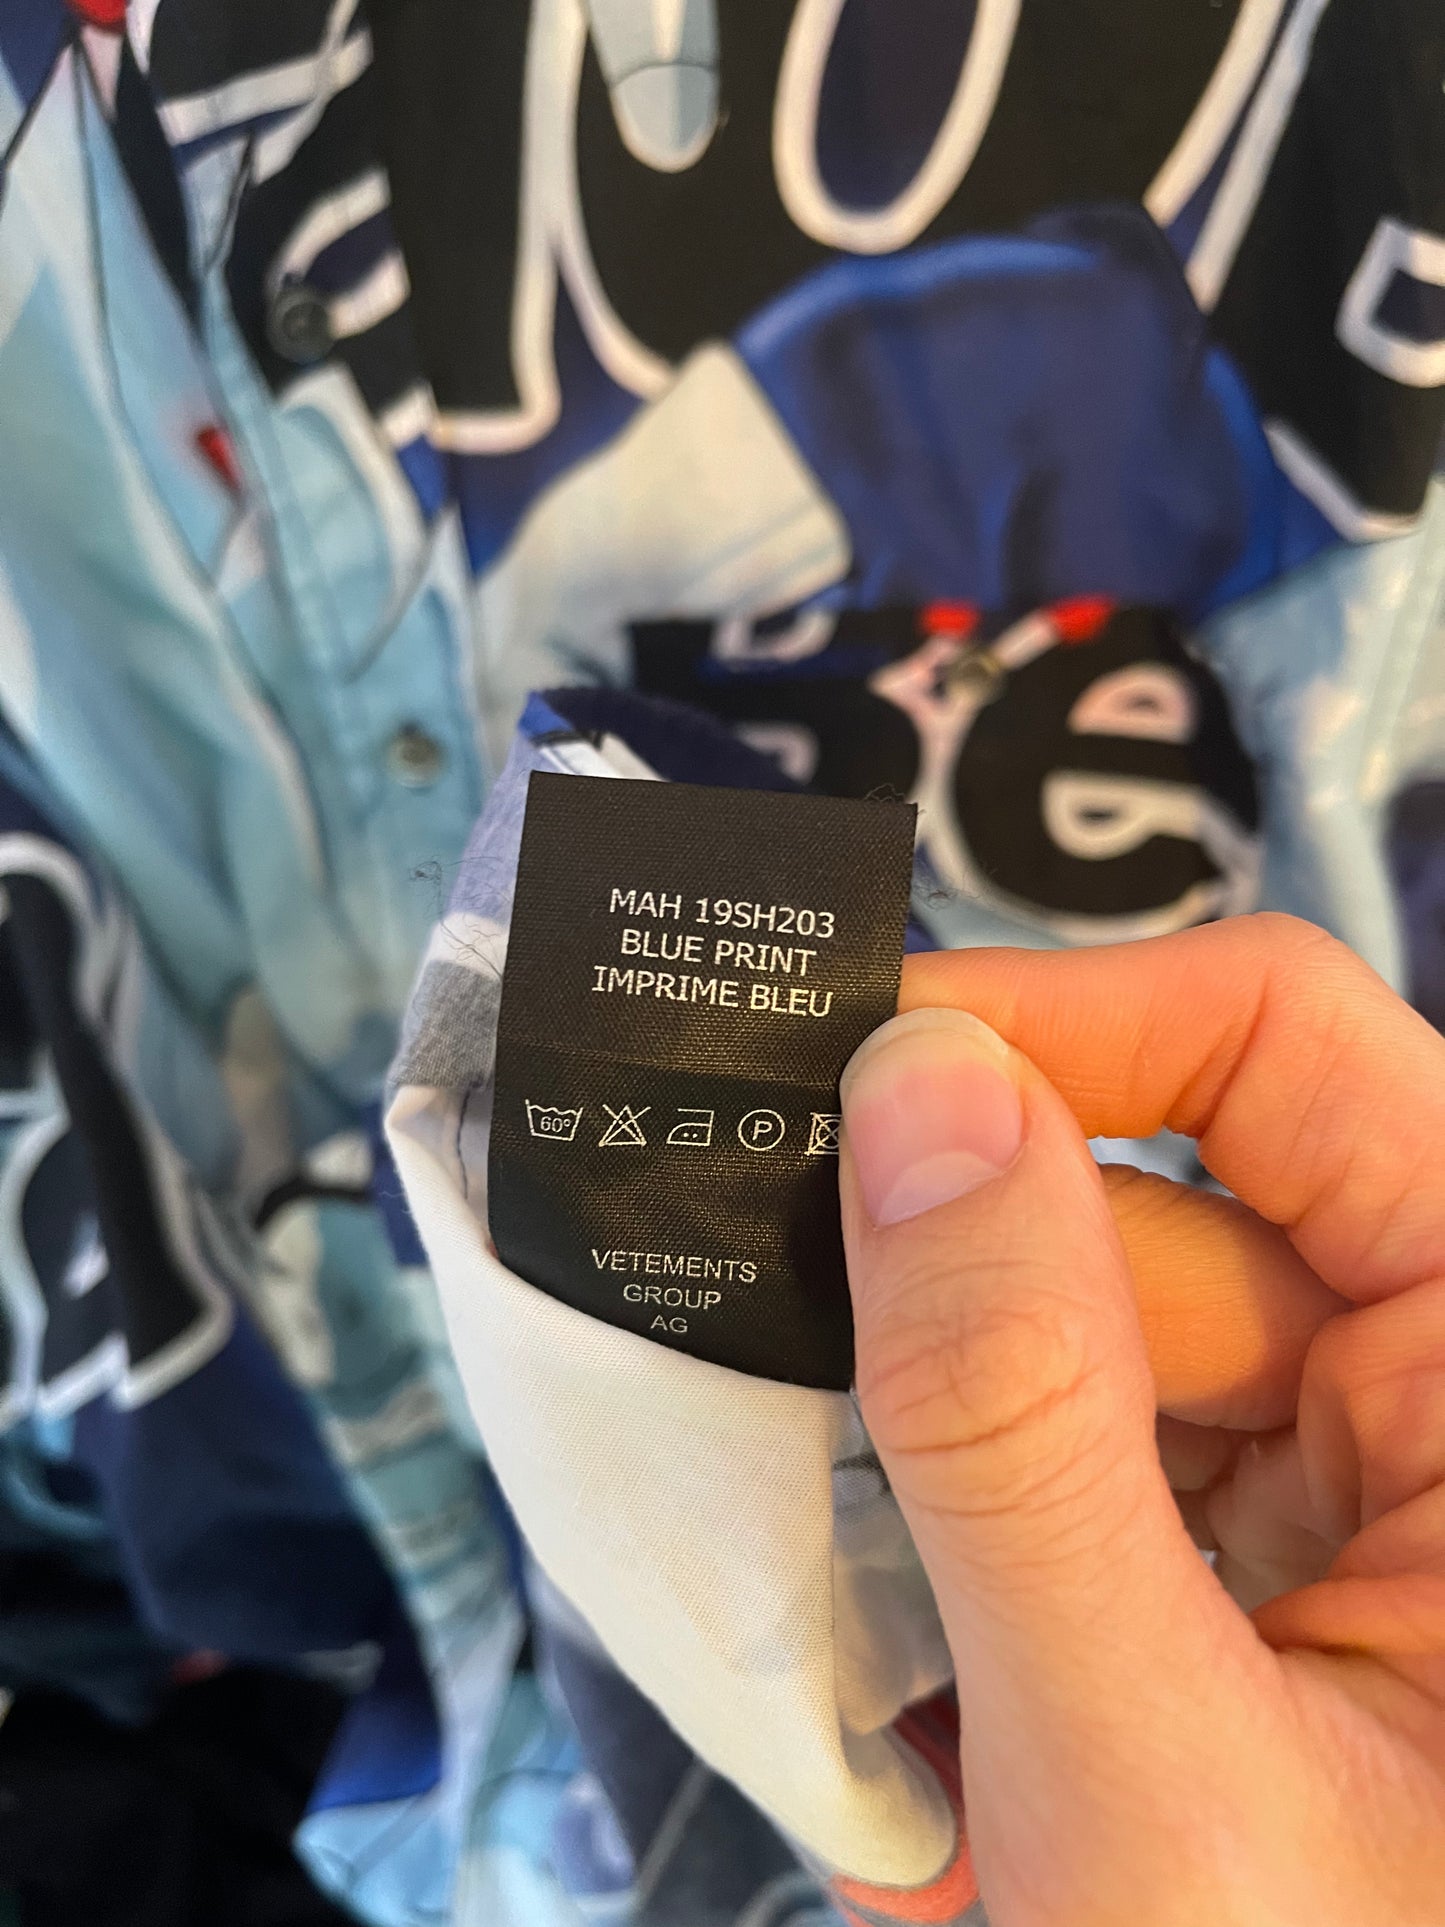 MAH 19SH203
BLUE PRINT
IMPRIME BLEU
60°
P
VETEMENTS
GROUP
AG